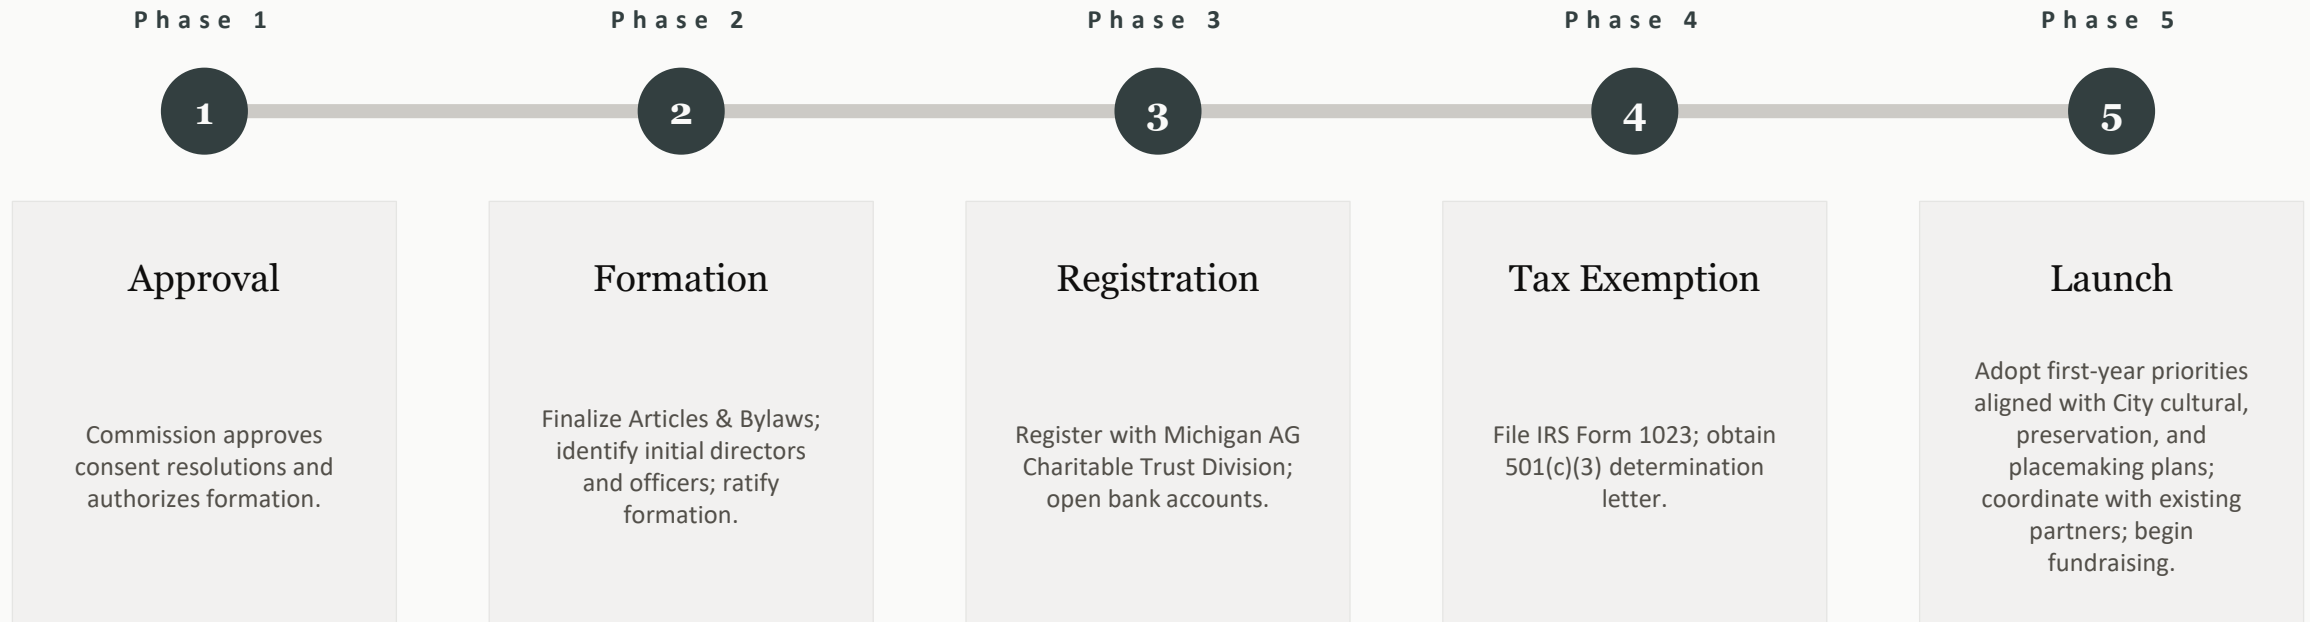 Phase 1
Phase 2
Phase 3
Phase 4
Phase 5
1
2
3
4
5
Approval
Commission approves
consent resolutions and
authorizes formation.
Formation
Finalize Articles & Bylaws;
identify initial directors
and officers; ratify
formation.
Registration
Register with Michigan AG
Charitable Trust Division;
open bank accounts.
Tax Exemption
File IRS Form 1023; obtain
501(c)(3) determination
letter.
Launch
Adopt first-year priorities
aligned with City cultural,
preservation, and
placemaking plans;
coordinate with existing
partners; begin
fundraising.